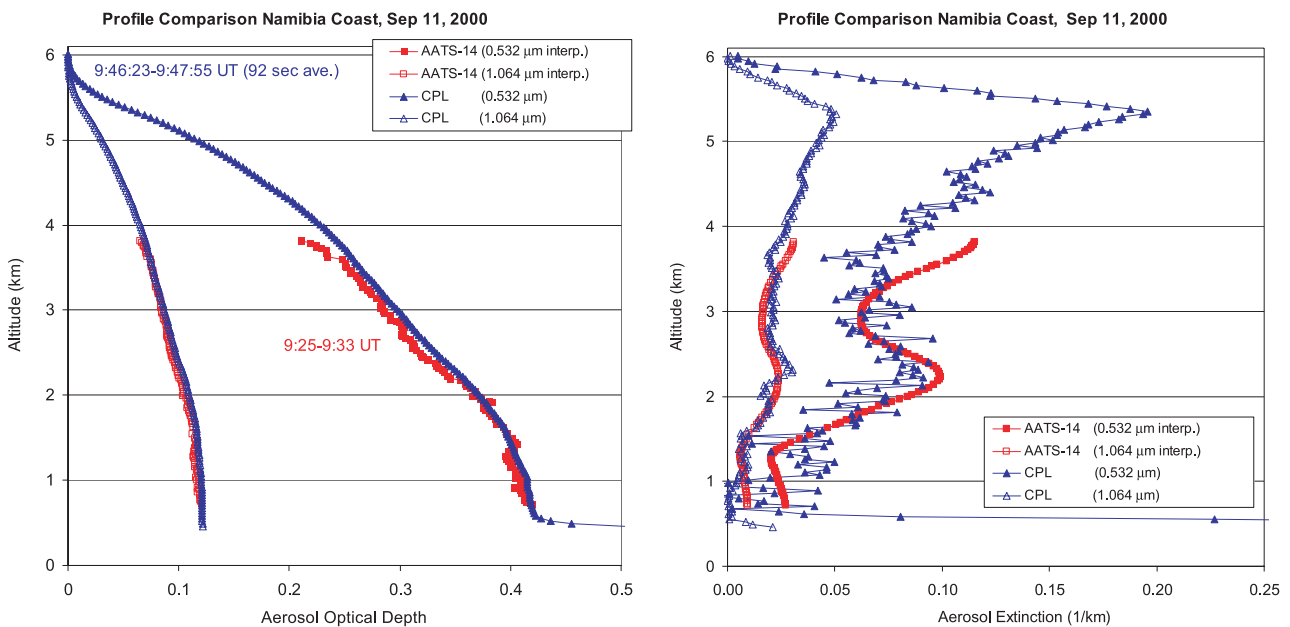 Profile Comparison Namibia Coast, Sep 11, 2000
6
5
4
3
2
1
0
Altitude (km)
9:46:23-9:47:55 UT (92 sec ave.)
AATS-14 (0.532 µm interp.)
AATS-14 (1.064 µm interp.)
CPL (0.532 µm)
CPL (1.064 µm)
9:25-9:33 UT
0 0.1 0.2 0.3 0.4 0.5
Aerosol Optical Depth
Profile Comparison Namibia Coast, Sep 11, 2000
6
5
4
3
2
1
0
Altitude (km)
AATS-14 (0.532 µm interp.)
AATS-14 (1.064 µm interp.)
CPL (0.532 µm)
CPL (1.064 µm)
0.00 0.05 0.10 0.15 0.20 0.25
Aerosol Extinction (1/km)